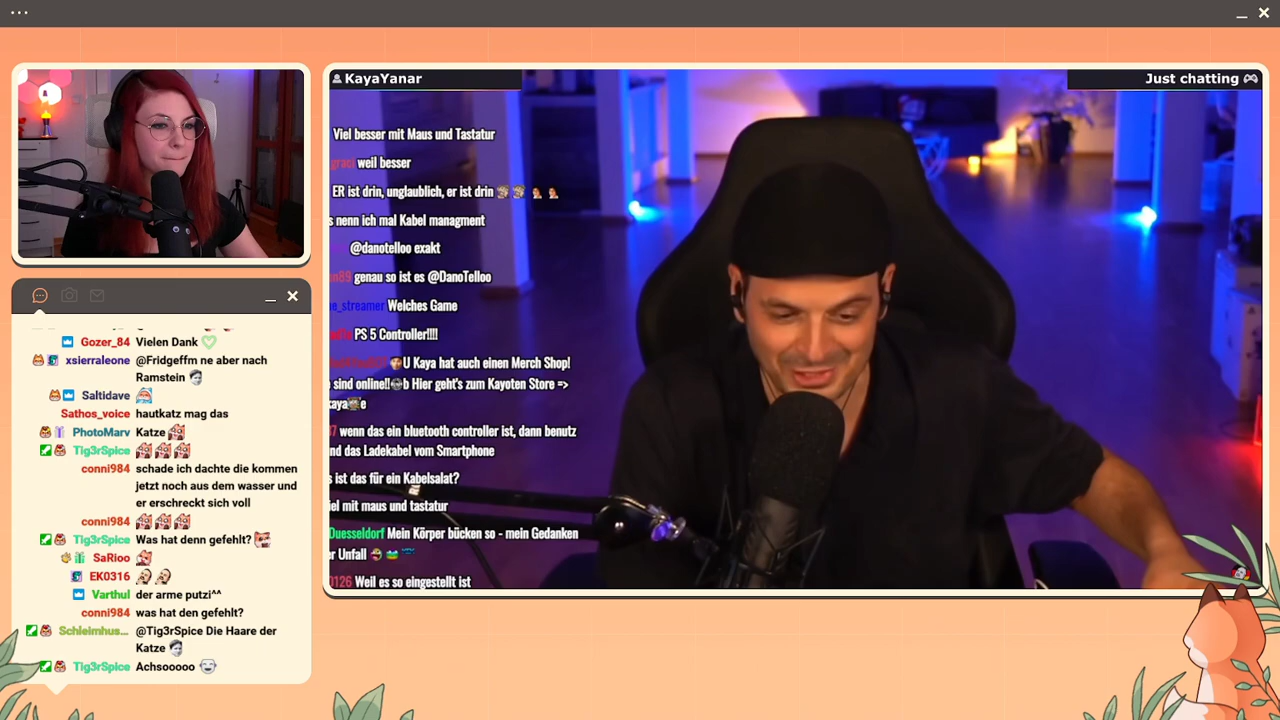 KayaYanar
Just chatting
Viel besser mit Maus und Tastatur
weil besser
ER ist drin, unglaublich, er ist drin
s nenn ich mal Kabel managment
@danotelloo exakt
genau so ist es @DanoTelloo
e_streamer Welches Game
PS 5 Controller!!!!
U Kaya hat auch einen Merch Shop!
sind online!! b Hier geht's zum Kayoten Store =>
kaya e
wenn das ein bluetooth controller ist, dann benutz
nd das Ladekabel vom Smartphone
s ist das für ein Kabelsalat?
iel mit maus und tastatur
Duesseldorf Mein Körper bücken so - mein Gedanken
r Unfall
0126 Weil es so eingestellt ist
Gozer_84 Vielen Dank
xsierraleone @Fridgeffm ne aber nach
Ramstein
Saltidave
Sathos_voice hautkatz mag das
PhotoMarv Katze
Tig3rSpice
conni984 schade ich dachte die kommen
jetzt noch aus dem wasser und
er erschreckt sich voll
conni984
Tig3rSpice Was hat denn gefehlt?
SaRioo
EK0316
Varthul der arme putzi^^
conni984 was hat den gefehlt?
Schleimhus... @Tig3rSpice Die Haare der
Katze
Tig3rSpice Achsooooo